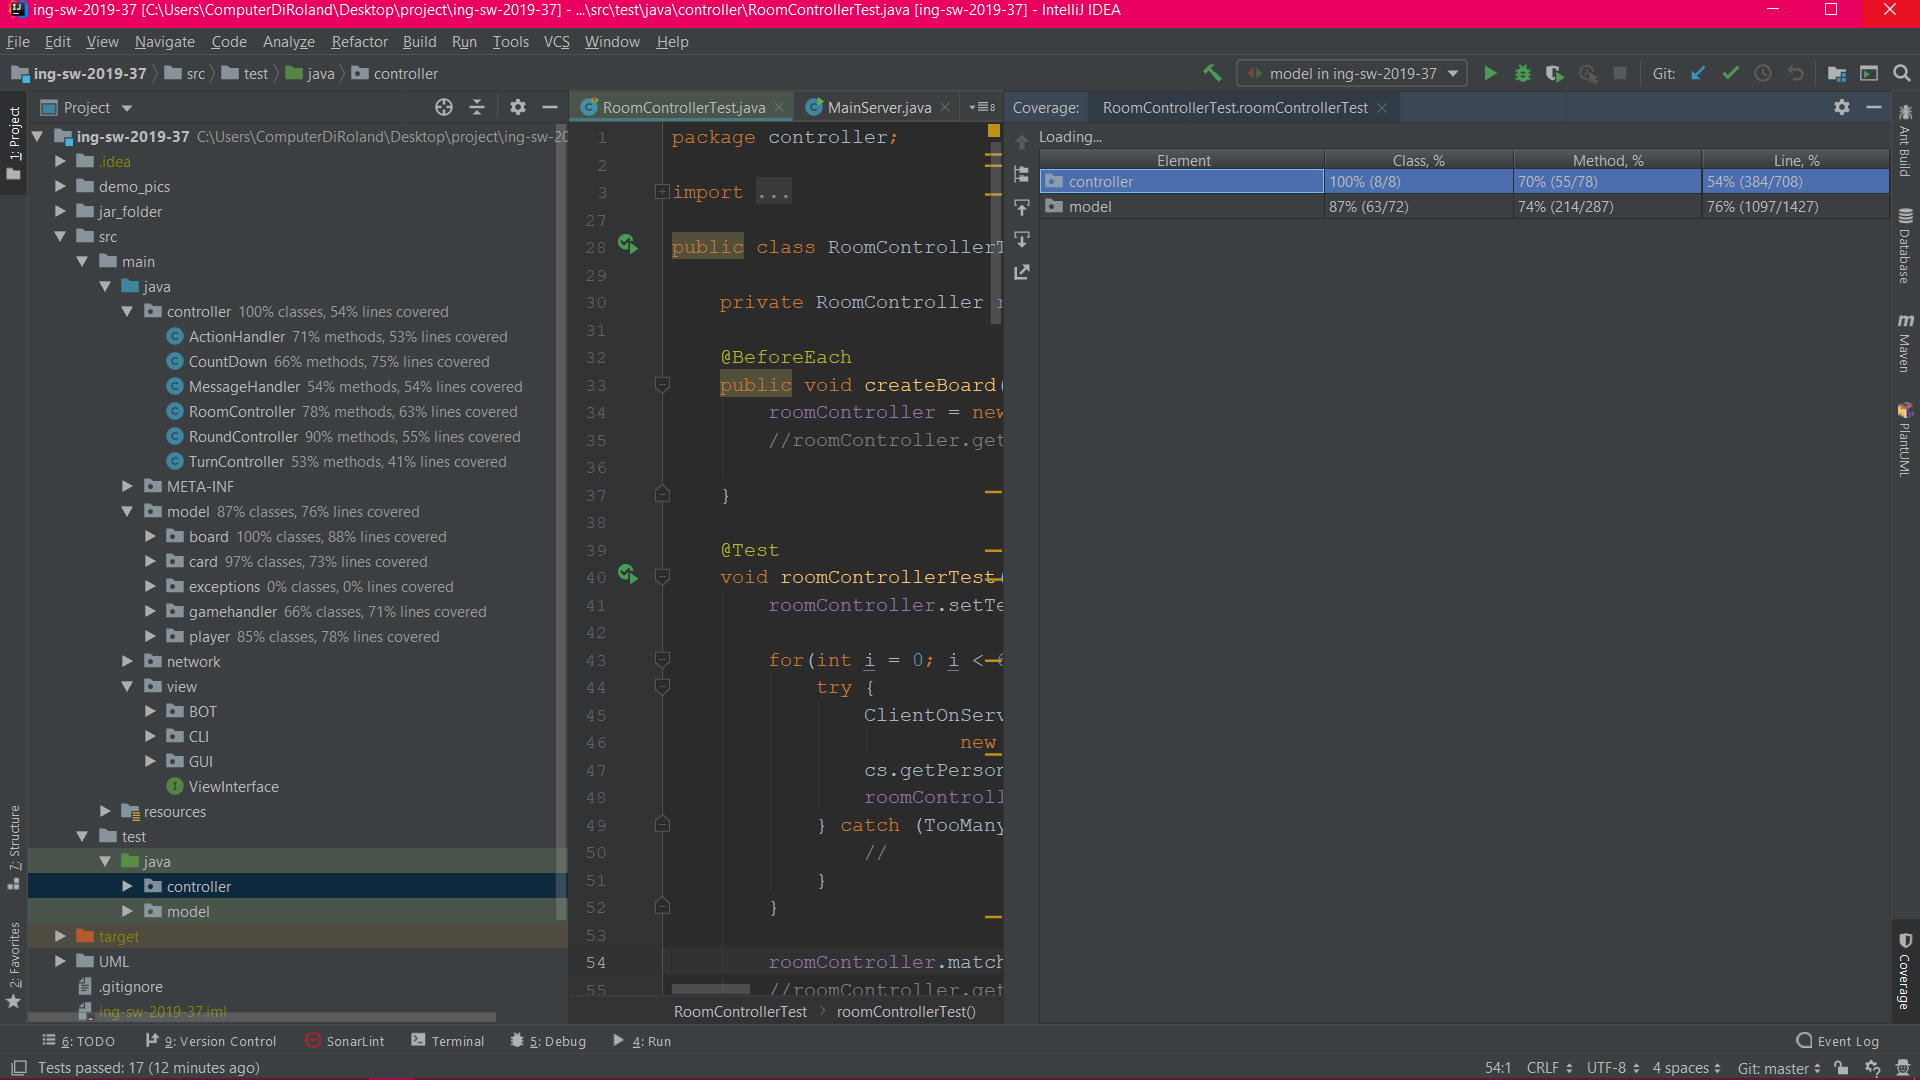 ing-sw-2019-37 [C:\Users\ComputerDiRoland\Desktop\project\ing-sw-2019-37] - ...\src\test\java\controller\RoomControllerTest.java [ing-sw-2019-37] - IntelliJ IDEA
File Edit View Navigate Code Analyze Refactor Build Run Tools VCS Window Help
ing-sw-2019-37 src test java controller
model in ing-sw-2019-37
Git:
1: Project
7: Structure
2: Favorites
Project
ing-sw-2019-37 C:\Users\ComputerDiRoland\Desktop\project\ing-sw-20
.idea
demo_pics
jar_folder
src
main
java
controller 100% classes, 54% lines covered
ActionHandler 71% methods, 53% lines covered
CountDown 66% methods, 75% lines covered
MessageHandler 54% methods, 54% lines covered
RoomController 78% methods, 63% lines covered
RoundController 90% methods, 55% lines covered
TurnController 53% methods, 41% lines covered
META-INF
model 87% classes, 76% lines covered
board 100% classes, 88% lines covered
card 97% classes, 73% lines covered
exceptions 0% classes, 0% lines covered
gamehandler 66% classes, 71% lines covered
player 85% classes, 78% lines covered
network
view
BOT
CLI
GUI
ViewInterface
resources
test
java
controller
model
target
UML
.gitignore
ing-sw-2019-37.iml
RoomControllerTest.java MainServer.java 8
1 package controller;
2
3 import ...
27
28 public class RoomControllerT
29
30 private RoomController r
31
32 @BeforeEach
33 public void createBoard(
34 roomController = new
35 //roomController.get
36
37 }
38
39 @Test
40 void roomControllerTest(
41 roomController.setTe
42
43 for(int i = 0; i < 6
44 try {
45 ClientOnServ
46 new
47 cs.getPerson
48 roomControll
49 } catch (TooMany
50 //
51 }
52 }
53
54 roomController.match
55 //roomController.get
RoomControllerTest roomControllerTest()
Coverage: RoomControllerTest.roomControllerTest
Loading...
Element Class, % Method, % Line, %
controller 100% (8/8) 70% (55/78) 54% (384/708)
model 87% (63/72) 74% (214/287) 76% (1097/1427)
Ant Build
Database
m Maven
PlantUML
Coverage
6: TODO 9: Version Control SonarLint Terminal 5: Debug 4: Run Event Log
Tests passed: 17 (12 minutes ago) 54:1 CRLF UTF-8 4 spaces Git: master